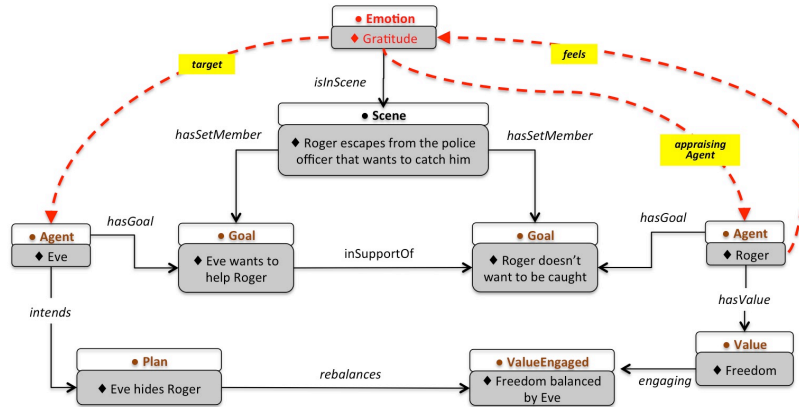 ● Emotion
♦ Gratitude
target
feels
isInScene
● Scene
hasSetMember
hasSetMember
♦ Roger escapes from the police
officer that wants to catch him
appraising
Agent
hasGoal
hasGoal
● Agent
♦ Eve
● Goal
♦ Eve wants to
help Roger
inSupportOf
● Goal
♦ Roger doesn't
want to be caught
● Agent
♦ Roger
intends
hasValue
● Plan
♦ Eve hides Roger
rebalances
● ValueEngaged
♦ Freedom balanced
by Eve
engaging
● Value
♦ Freedom